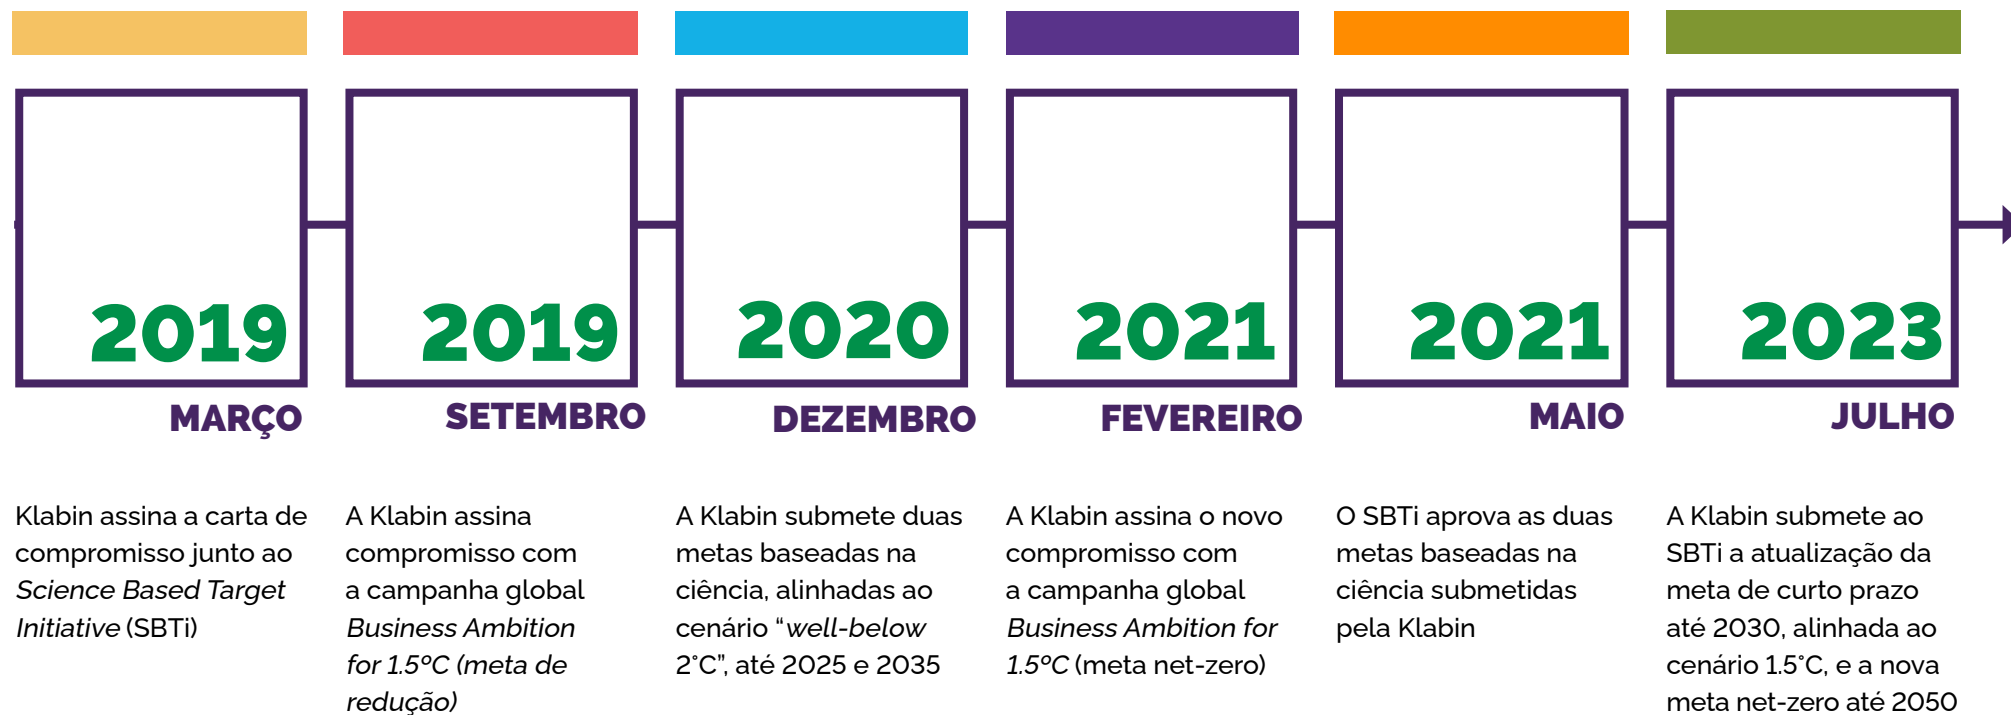 2019
MARÇO
Klabin assina a carta de
compromisso junto ao
Science Based Target
Initiative (SBTi)
2019
SETEMBRO
A Klabin assina
compromisso com
a campanha global
Business Ambition
for 1.5ºC (meta de
redução)
2020
DEZEMBRO
A Klabin submete duas
metas baseadas na
ciência, alinhadas ao
cenário “well-below
2°C”, até 2025 e 2035
2021
FEVEREIRO
A Klabin assina o novo
compromisso com
a campanha global
Business Ambition for
1.5ºC (meta net-zero)
2021
MAIO
O SBTi aprova as duas
metas baseadas na
ciência submetidas
pela Klabin
2023
JULHO
A Klabin submete ao
SBTi a atualização da
meta de curto prazo
até 2030, alinhada ao
cenário 1.5°C, e a nova
meta net-zero até 2050